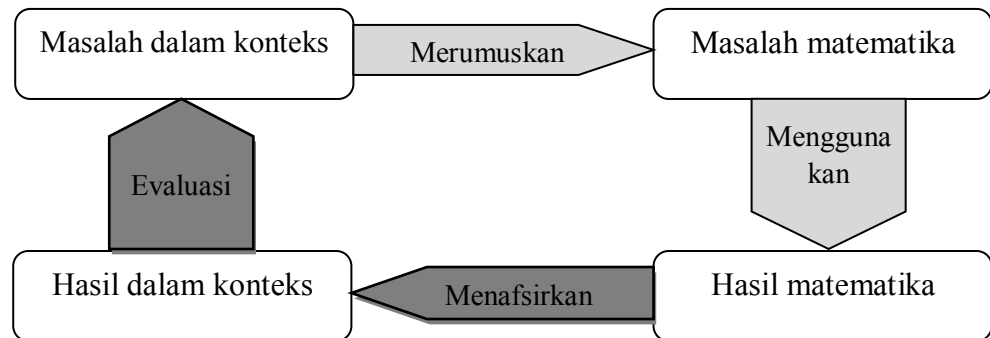 Masalah dalam konteks
Merumuskan
Masalah matematika
Mengguna
kan
Evaluasi
Hasil dalam konteks
Menafsirkan
Hasil matematika